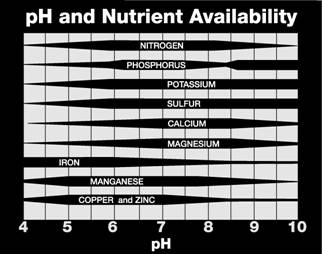 pH and Nutrient Availability
NITROGEN
PHOSPHORUS
POTASSIUM
SULFUR
CALCIUM
MAGNESIUM
IRON
MANGANESE
COPPER and ZINC
4 5 6 7 8 9 10
pH